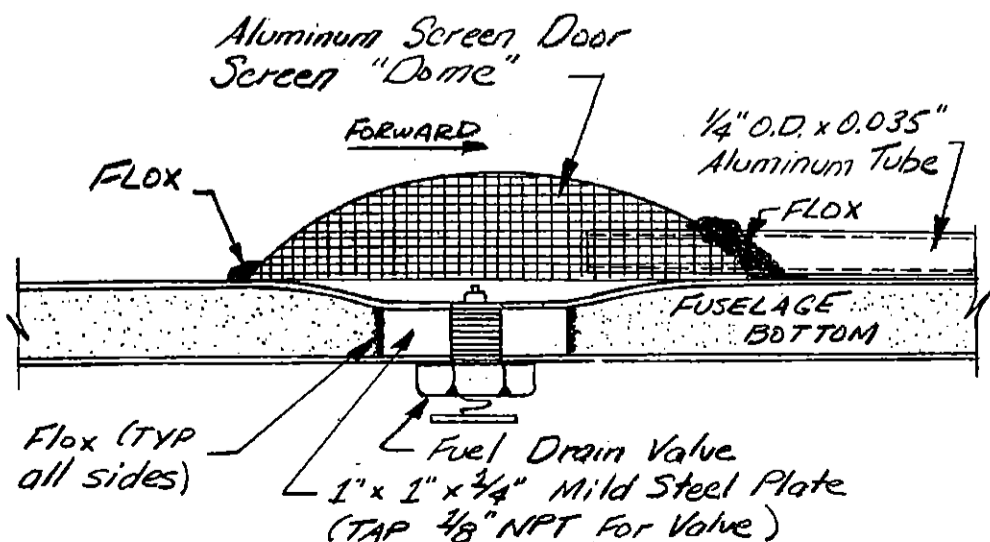 Aluminum Screen Door
Screen "Dome"
FORWARD
1/4" O.D. x 0.035"
Aluminum Tube
FLOX
FLOX
FUSELAGE
BOTTOM
Flox (TYP
all sides)
Fuel Drain Valve
1" x 1" x 1/4" Mild Steel Plate
(TAP 1/8" NPT For Valve)